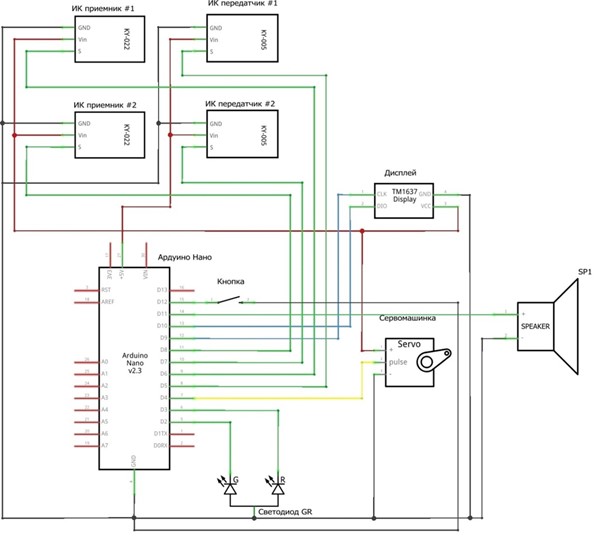 ИК приемник #1
ИК передатчик #1
GND
Vin
S
KY-022
GND
Vin
S
KY-005
ИК приемник #2
ИК передатчик #2
GND
Vin
S
KY-022
GND
Vin
S
KY-005
Дисплей
CLK
DIO
TM1637
Display
GND
VCC
Ардуино Нано
+5V
VIN
RST
AREF
D13
D12
D11
D10
D9
D8
D7
D6
D5
D4
D3
D2
D1TX
D0RX
A0
A1
A2
A3
A4
A5
A6
A7
Arduino
Nano
v2.3
GND
Кнопка
SP1
SPEAKER
+
-
Сервомашинка
Servo
+
pulse
-
G
R
Светодиод GR